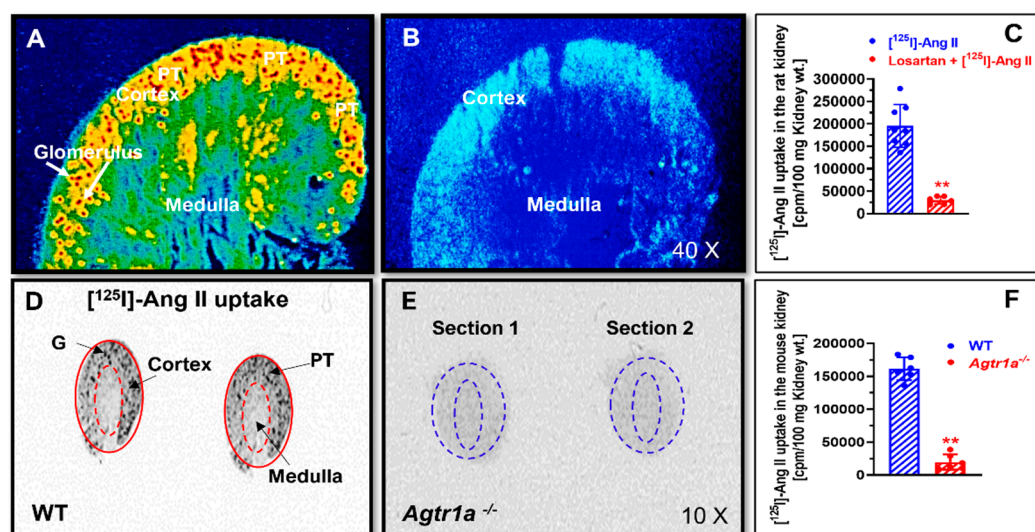 A
PT
PT
Cortex
PT
Glomerulus
Medulla
B
Cortex
Medulla
40 X
C
[¹²⁵I]-Ang II
Losartan + [¹²⁵I]-Ang II
[¹²⁵I]-Ang II uptake in the rat kidney
[cpm/100 mg Kidney wt.]
300000
250000
200000
150000
100000
50000
0
**
D
[¹²⁵I]-Ang II uptake
G
Cortex
PT
Medulla
WT
E
Section 1
Section 2
Agtr1a -/-
10 X
F
WT
Agtr1a-/-
[¹²⁵I]-Ang II uptake in the mouse kidney
[cpm/100 mg Kidney wt.]
200000
150000
100000
50000
0
**